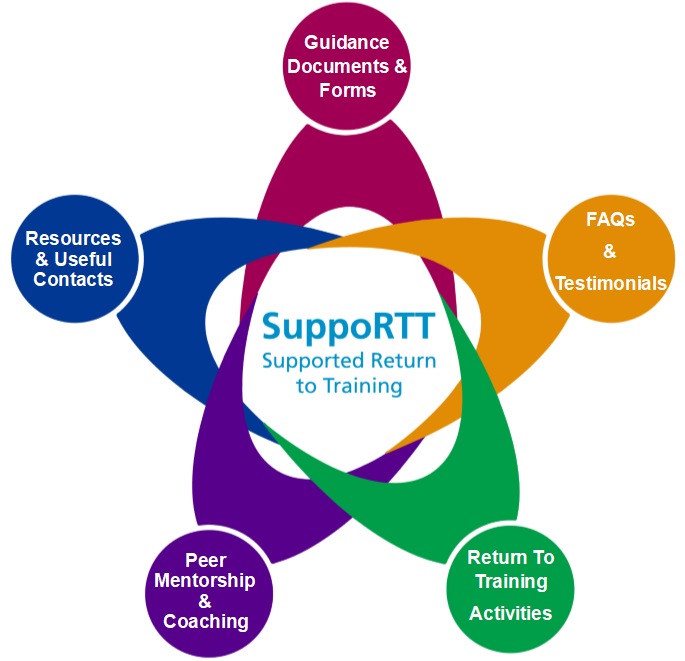 Guidance
Documents &
Forms
Resources
& Useful
Contacts
FAQs
&
Testimonials
SuppoRTT
Supported Return
to Training
Peer
Mentorship
&
Coaching
Return To
Training
Activities